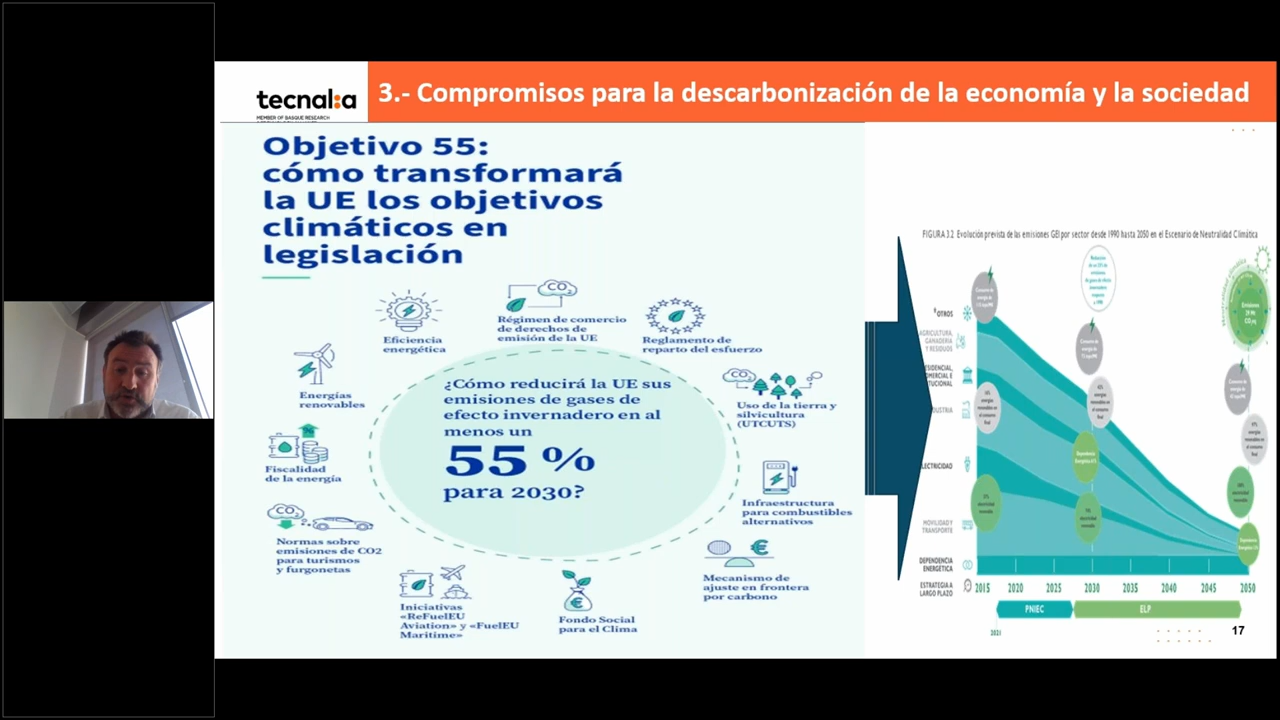 tecnal:a
MEMBER OF BASQUE RESEARCH
3.- Compromisos para la descarbonización de la economía y la sociedad
Objetivo 55:
cómo transformará
la UE los objetivos
climáticos en
legislación
Eficiencia
energética
CO2
Régimen de comercio
de derechos de
emisión de la UE
Reglamento de
reparto del esfuerzo
Energías
renovables
¿Cómo reducirá la UE sus
emisiones de gases de
efecto invernadero en al
menos un
55 %
para 2030?
CO2
Uso de la tierra y
silvicultura
(UTCUTS)
Fiscalidad
de la energía
Infraestructura
para combustibles
alternativos
CO2
Normas sobre
emisiones de CO2
para turismos
y furgonetas
€
Mecanismo de
ajuste en frontera
por carbono
Iniciativas
«ReFuelEU
Aviation» y «FuelEU
Maritime»
€
Fondo Social
para el Clima
FIGURA 3.2 Evolución prevista de las emisiones GEI por sector desde 1990 hasta 2050 en el Escenario de Neutralidad Climática
OTROS
AGRICULTURA,
GANADERÍA
Y RESIDUOS
MOVILIDAD Y
TRANSPORTE
DEPENDENCIA
ENERGÉTICA
ESTRATEGIA A
LARGO PLAZO
2015 2020 2025 2030 2035 2040 2045 2050
PNIEC ELP
2021
17